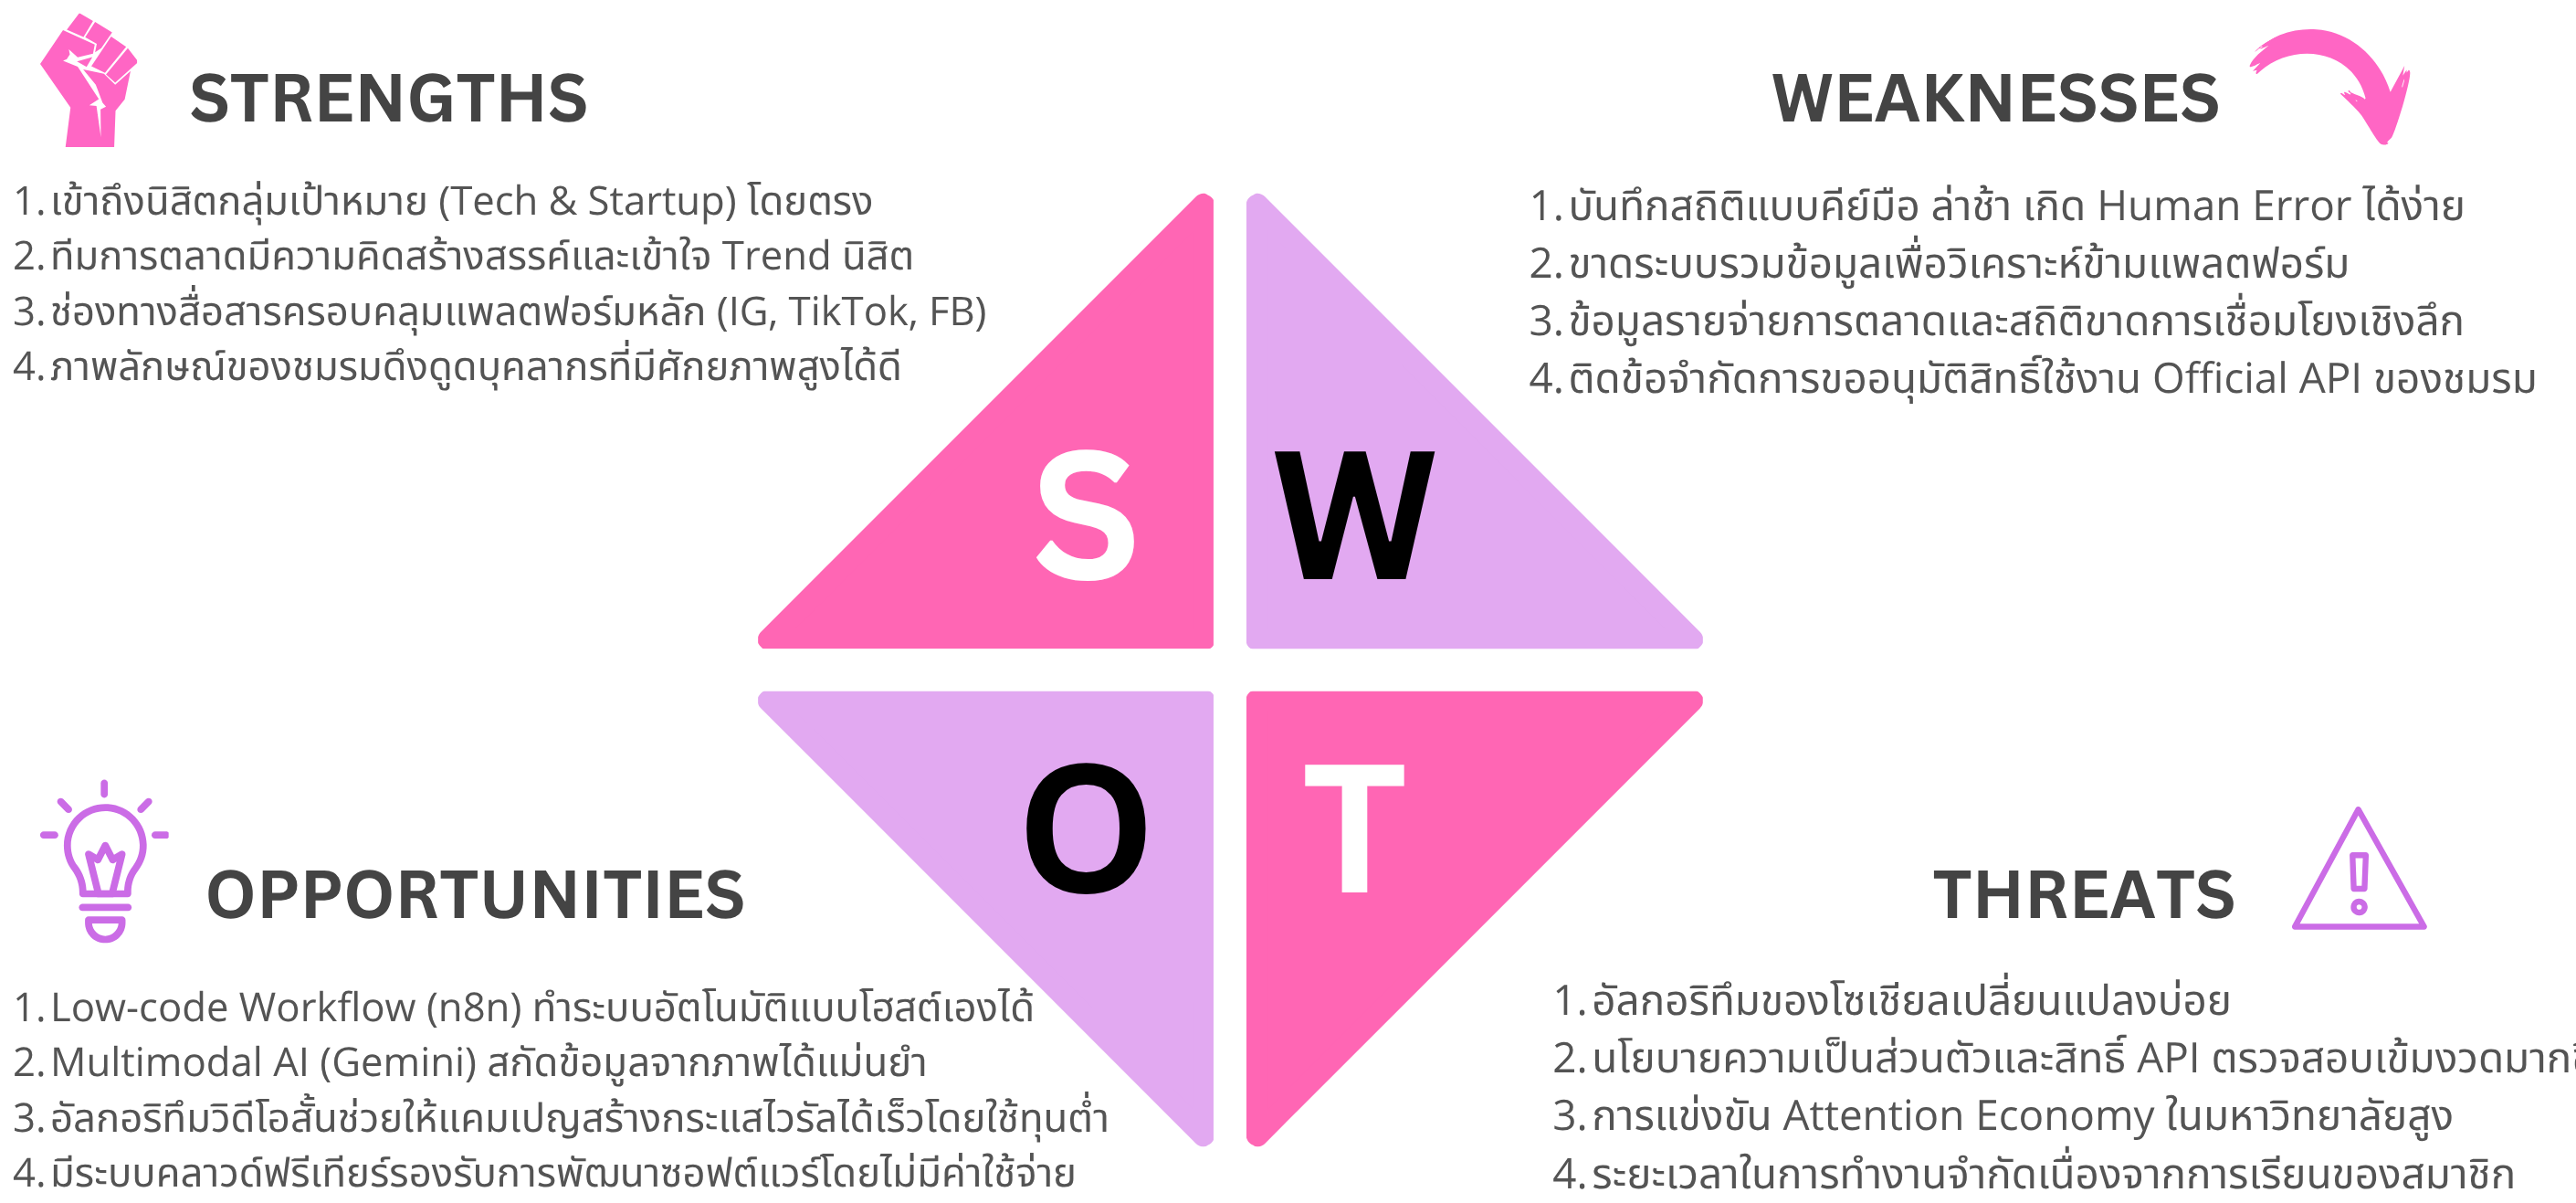 STRENGTHS
1. เข้าถึงนิสิตกลุ่มเป้าหมาย (Tech & Startup) โดยตรง
2. ทีมการตลาดมีความคิดสร้างสรรค์และเข้าใจ Trend นิสิต
3. ช่องทางสื่อสารครอบคลุมแพลตฟอร์มหลัก (IG, TikTok, FB)
4. ภาพลักษณ์ของชมรมดึงดูดบุคลากรที่มีศักยภาพสูงได้ดี
WEAKNESSES
1. บันทึกสถิติแบบคีย์มือ ล่าช้า เกิด Human Error ได้ง่าย
2. ขาดระบบรวมข้อมูลเพื่อวิเคราะห์ข้ามแพลตฟอร์ม
3. ข้อมูลรายจ่ายการตลาดและสถิติขาดการเชื่อมโยงเชิงลึก
4. ติดข้อจำกัดการขออนุมัติสิทธิ์ใช้งาน Official API ของชมรม
S
W
O
T
OPPORTUNITIES
1. Low-code Workflow (n8n) ทำระบบอัตโนมัติแบบโฮสต์เองได้
2. Multimodal AI (Gemini) สกัดข้อมูลจากภาพได้แม่นยำ
3. อัลกอริทึมวิดีโอสั้นช่วยให้แคมเปญสร้างกระแสไวรัลได้เร็วโดยใช้ทุนต่ำ
4. มีระบบคลาวด์ฟรีเทียร์รองรับการพัฒนาซอฟต์แวร์โดยไม่มีค่าใช้จ่าย
THREATS
1. อัลกอริทึมของโซเชียลเปลี่ยนแปลงบ่อย
2. นโยบายความเป็นส่วนตัวและสิทธิ์ API ตรวจสอบเข้มงวดมาก
3. การแข่งขัน Attention Economy ในมหาวิทยาลัยสูง
4. ระยะเวลาในการทำงานจำกัดเนื่องจากการเรียนของสมาชิก